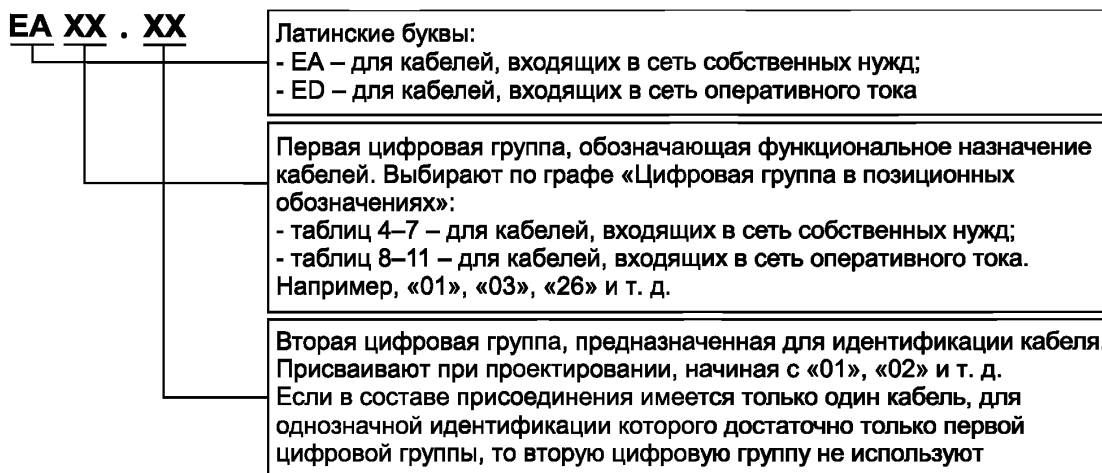 EA XX . XX
Латинские буквы:
- EA – для кабелей, входящих в сеть собственных нужд;
- ED – для кабелей, входящих в сеть оперативного тока
Первая цифровая группа, обозначающая функциональное назначение
кабелей. Выбирают по графе «Цифровая группа в позиционных
обозначениях»:
- таблиц 4–7 – для кабелей, входящих в сеть собственных нужд;
- таблиц 8–11 – для кабелей, входящих в сеть оперативного тока.
Например, «01», «03», «26» и т. д.
Вторая цифровая группа, предназначенная для идентификации кабеля.
Присваивают при проектировании, начиная с «01», «02» и т. д.
Если в составе присоединения имеется только один кабель, для
однозначной идентификации которого достаточно только первой
цифровой группы, то вторую цифровую группу не используют